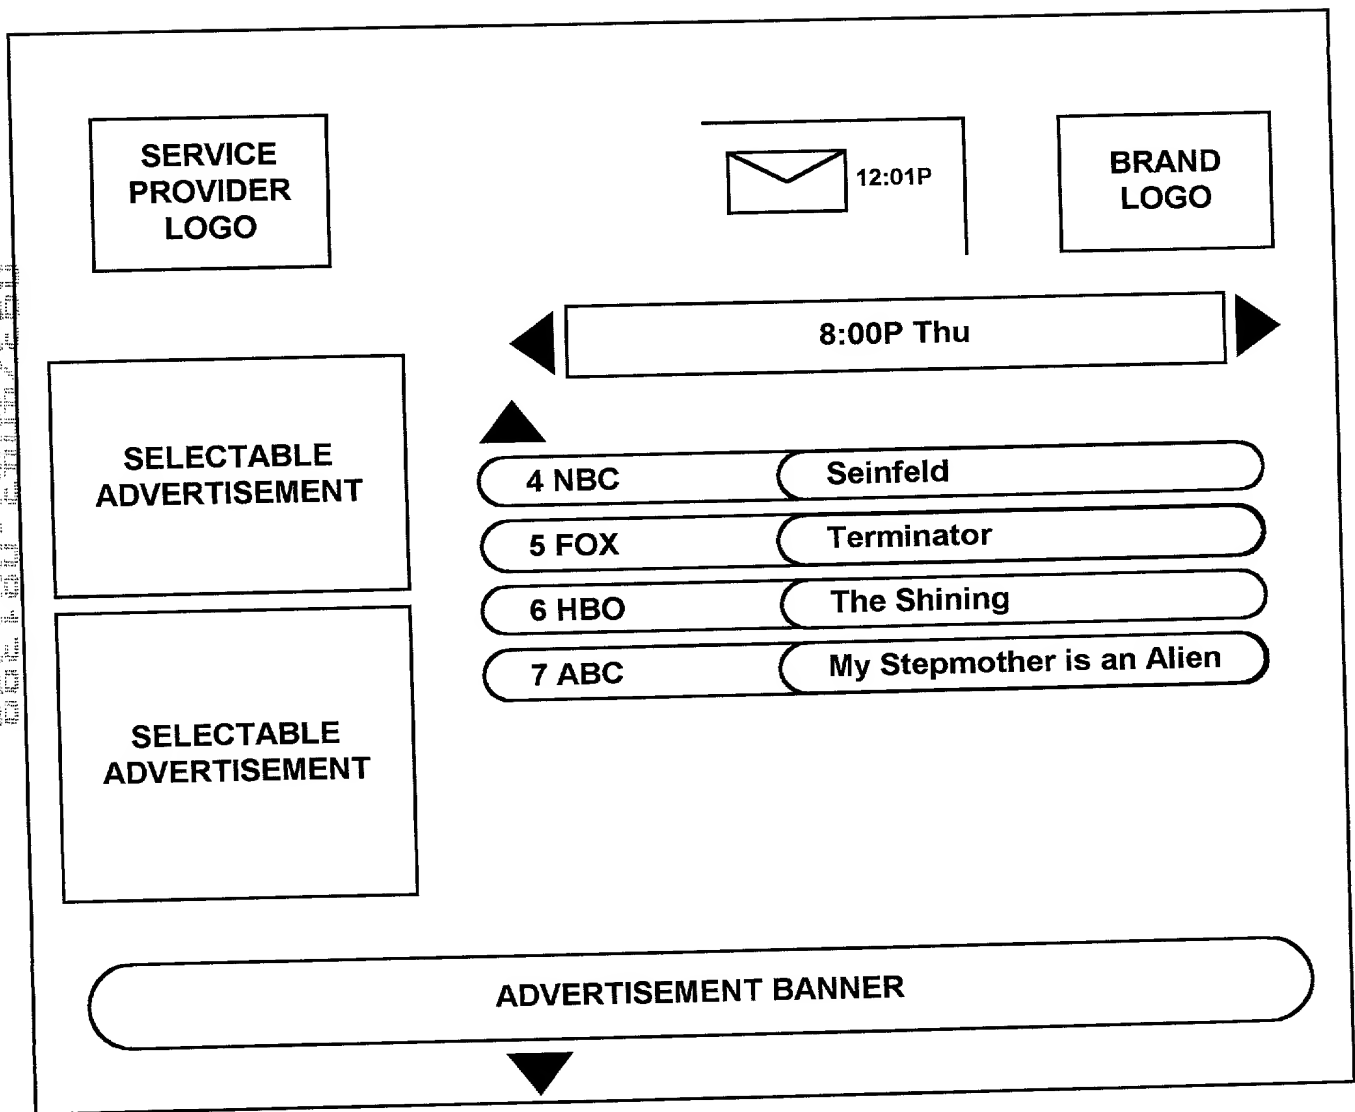 SERVICE
PROVIDER
LOGO
12:01P
BRAND
LOGO
8:00P Thu
SELECTABLE
ADVERTISEMENT
4 NBC Seinfeld
5 FOX Terminator
6 HBO The Shining
7 ABC My Stepmother is an Alien
SELECTABLE
ADVERTISEMENT
ADVERTISEMENT BANNER